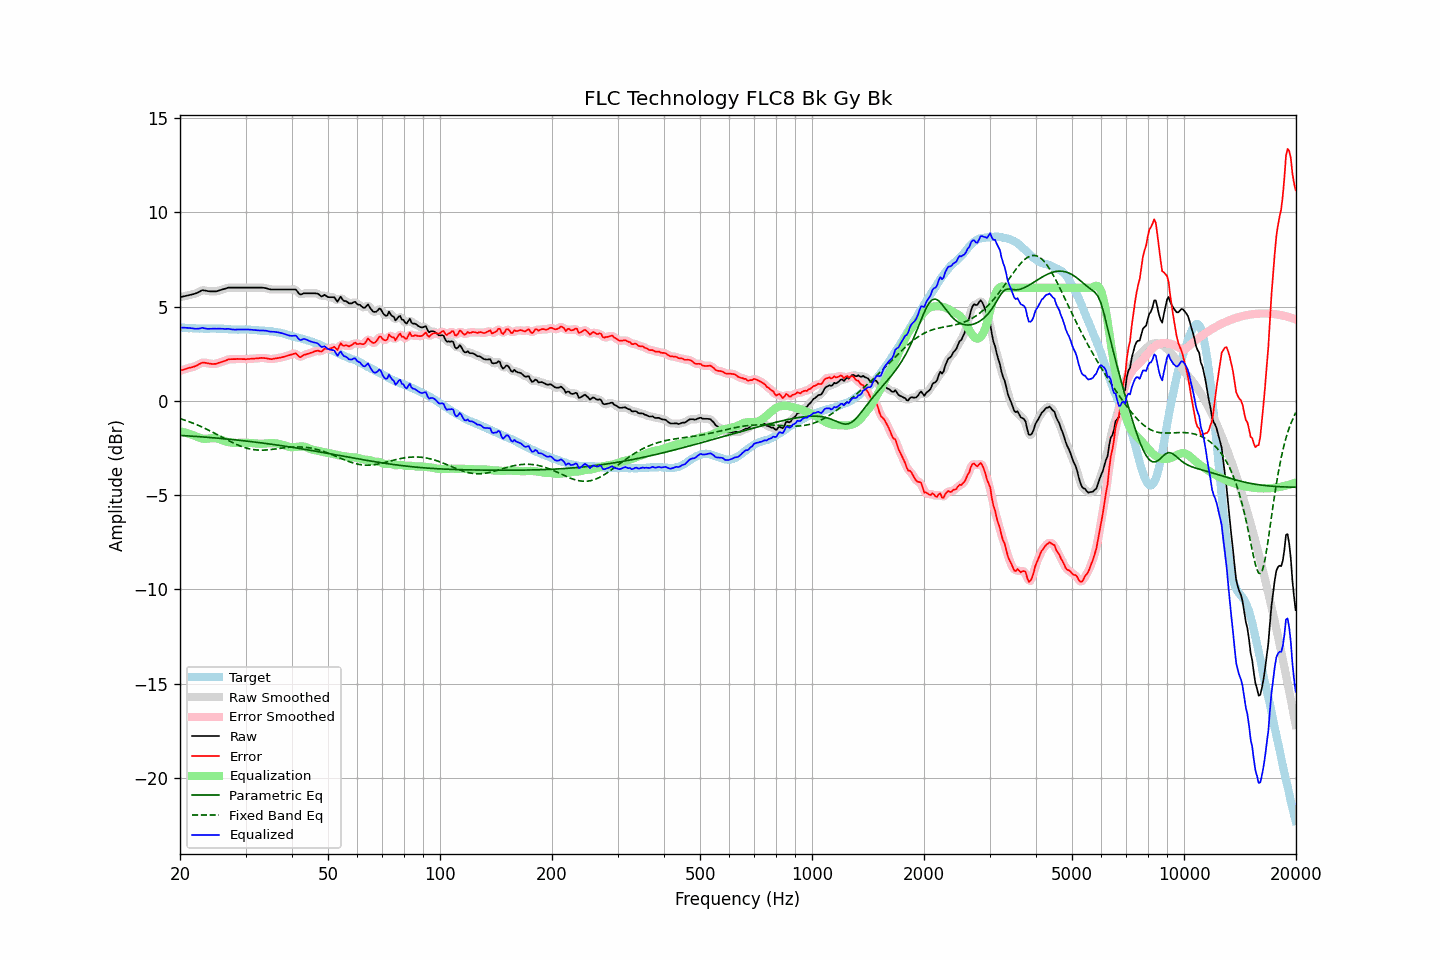 FLC Technology FLC8 Bk Gy Bk
Amplitude (dBr)
15
10
5
0
−5
−10
−15
−20
Target
Raw Smoothed
Error Smoothed
Raw
Error
Equalization
Parametric Eq
Fixed Band Eq
Equalized
20
50
100
200
500
1000
2000
5000
10000
20000
Frequency (Hz)